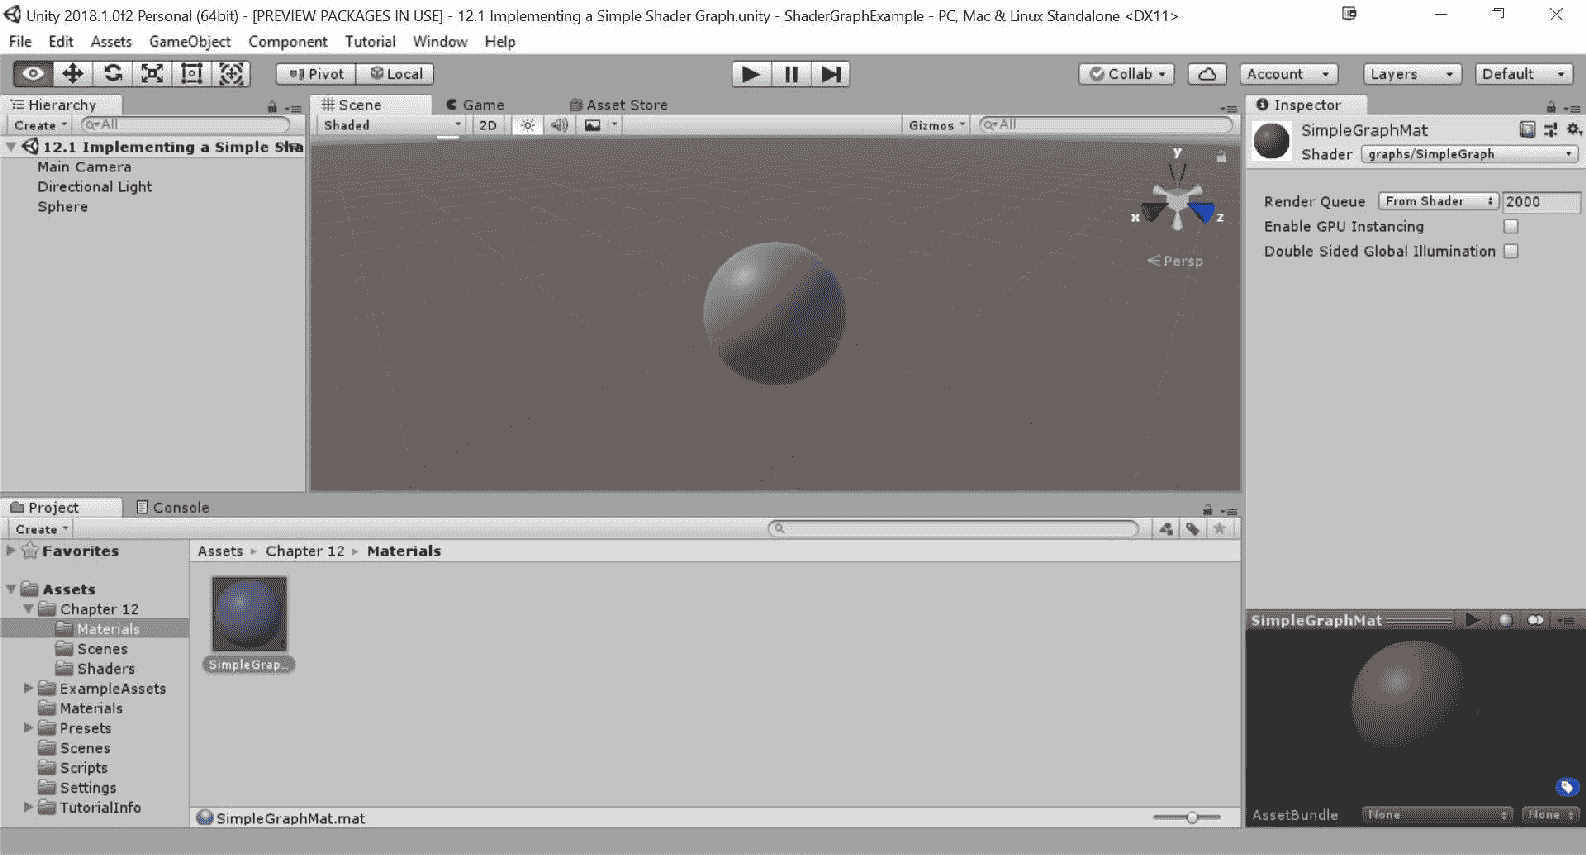 Unity 2018.1.0f2 Personal (64bit) - [PREVIEW PACKAGES IN USE] - 12.1 Implementing a Simple Shader Graph.unity - ShaderGraphExample - PC, Mac & Linux Standalone <DX11>
File Edit Assets GameObject Component Tutorial Window Help
Pivot Local Collab Account Layers Default
Hierarchy
Create All
12.1 Implementing a Simple Sha
Main Camera
Directional Light
Sphere
Scene Game Asset Store
Shaded 2D Gizmos All
y
x z
Persp
Inspector
SimpleGraphMat
Shader graphs/SimpleGraph
Render Queue From Shader 2000
Enable GPU Instancing
Double Sided Global Illumination
Project Console
Create
Favorites
Assets
Chapter 12
Materials
Scenes
Shaders
ExampleAssets
Materials
Presets
Scenes
Scripts
Settings
TutorialInfo
Assets Chapter 12 Materials
SimpleGrap...
SimpleGraphMat.mat
SimpleGraphMat
AssetBundle None None